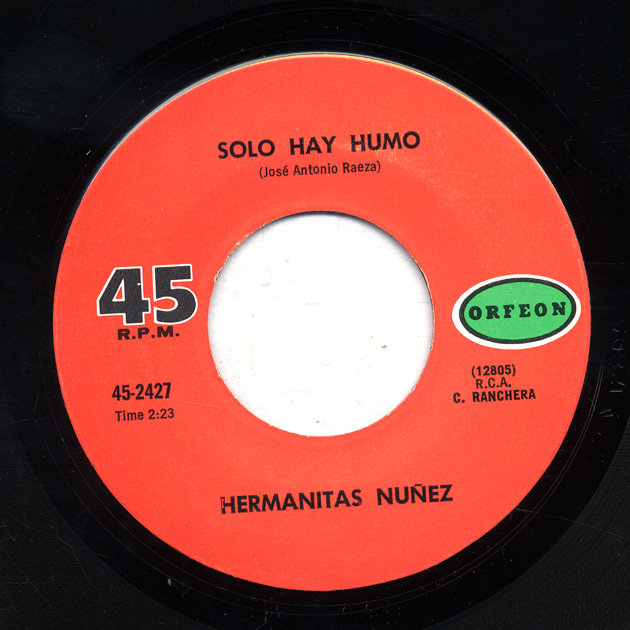 SOLO HAY HUMO
(José Antonio Raeza)
45
R.P.M.
ORFEON
45-2427
Time 2:23
(12805)
R.C.A.
C. RANCHERA
HERMANITAS NUÑEZ